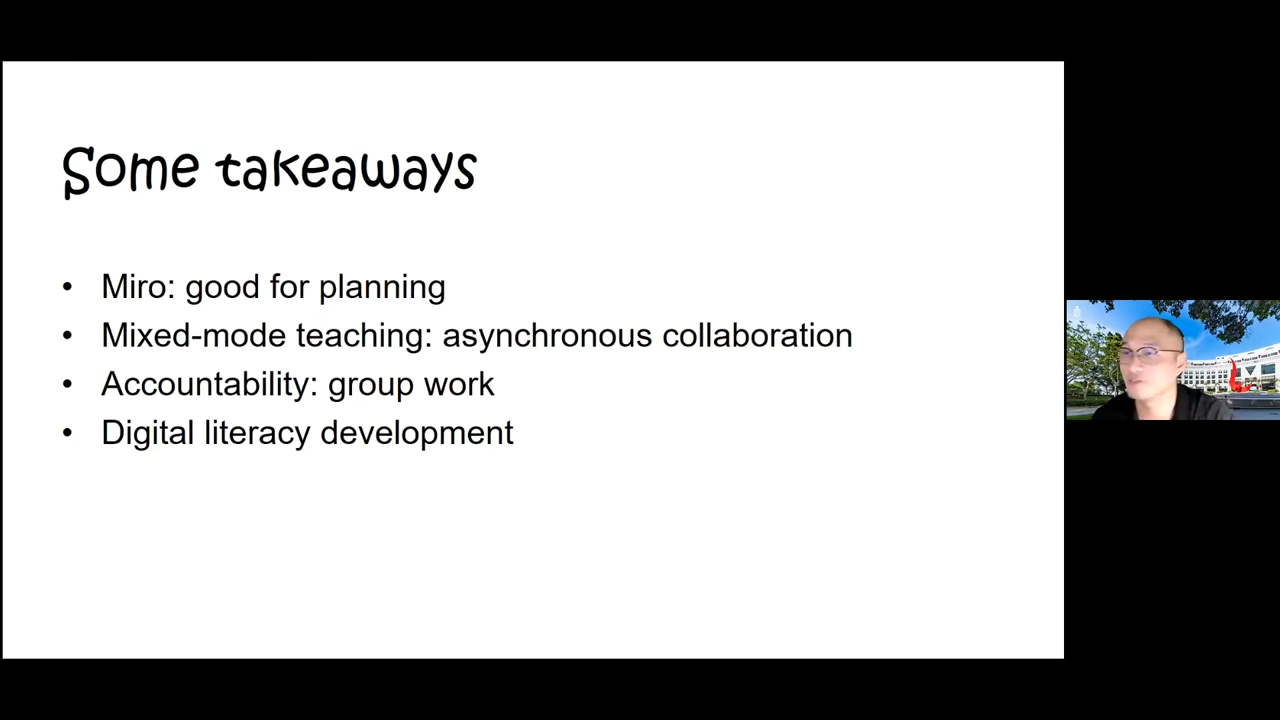 Some takeaways
• Miro: good for planning
• Mixed-mode teaching: asynchronous collaboration
• Accountability: group work
• Digital literacy development